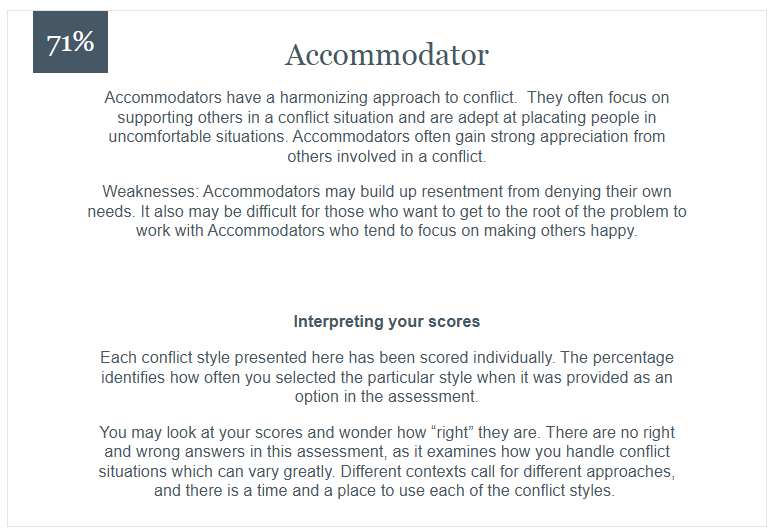 71%
Accommodator
Accommodators have a harmonizing approach to conflict.  They often focus on
supporting others in a conflict situation and are adept at placating people in
uncomfortable situations. Accommodators often gain strong appreciation from
others involved in a conflict.
Weaknesses: Accommodators may build up resentment from denying their own
needs. It also may be difficult for those who want to get to the root of the problem to
work with Accommodators who tend to focus on making others happy.
Interpreting your scores
Each conflict style presented here has been scored individually. The percentage
identifies how often you selected the particular style when it was provided as an
option in the assessment.
You may look at your scores and wonder how “right” they are. There are no right
and wrong answers in this assessment, as it examines how you handle conflict
situations which can vary greatly. Different contexts call for different approaches,
and there is a time and a place to use each of the conflict styles.